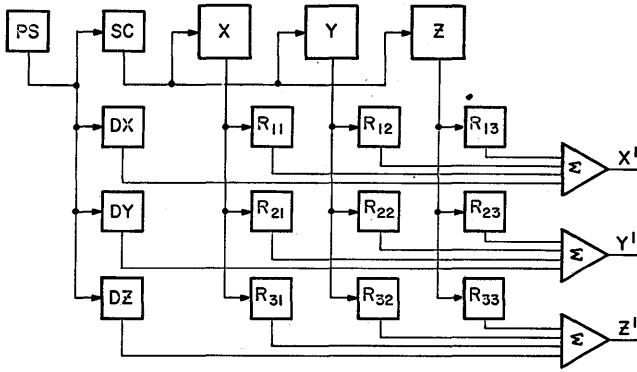 PS SC X Y Z
DX R11 R12 R13
Σ X'
DY R21 R22 R23
Σ Y'
DZ R31 R32 R33
Σ Z'